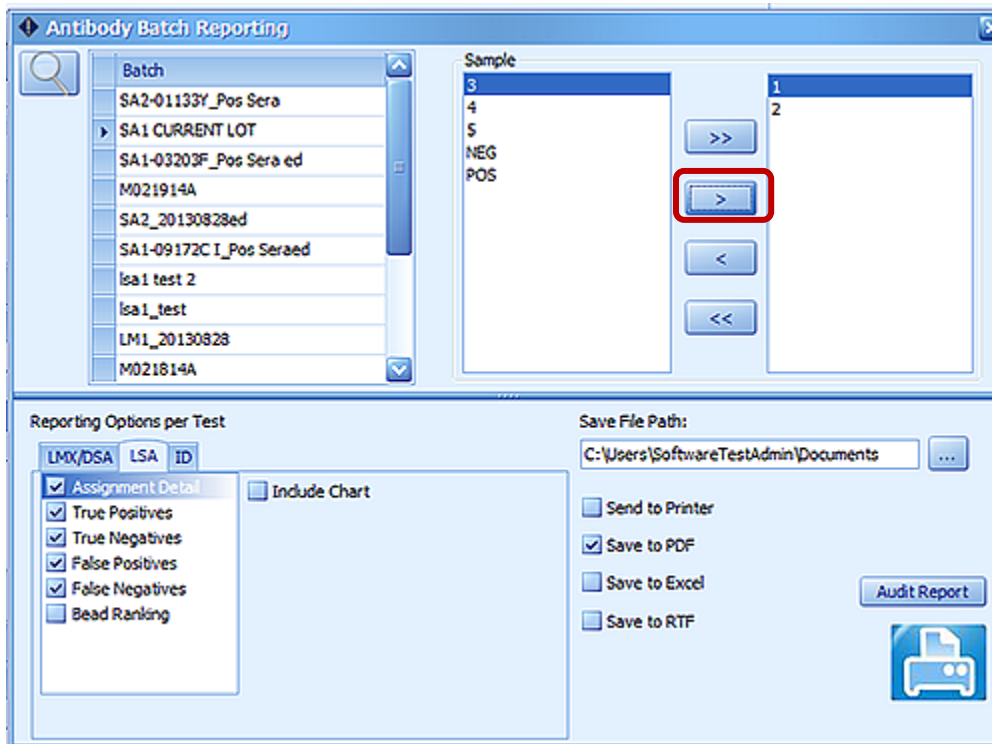 Antibody Batch Reporting
Batch
SA2-01133Y_Pos Sera
SA1 CURRENT LOT
SA1-03203F_Pos Sera ed
M021914A
SA2_20130828ed
SA1-09172C I_Pos Seraed
lsa1 test 2
lsa1_test
LM1_20130828
M021814A
Sample
3
4
5
NEG
POS
>>
>
<
<<
1
2
Reporting Options per Test
LMX/DSA LSA ID
Assignment Detail
True Positives
True Negatives
False Positives
False Negatives
Bead Ranking
Include Chart
Save File Path:
C:\Users\SoftwareTestAdmin\Documents
...
Send to Printer
Save to PDF
Save to Excel
Save to RTF
Audit Report